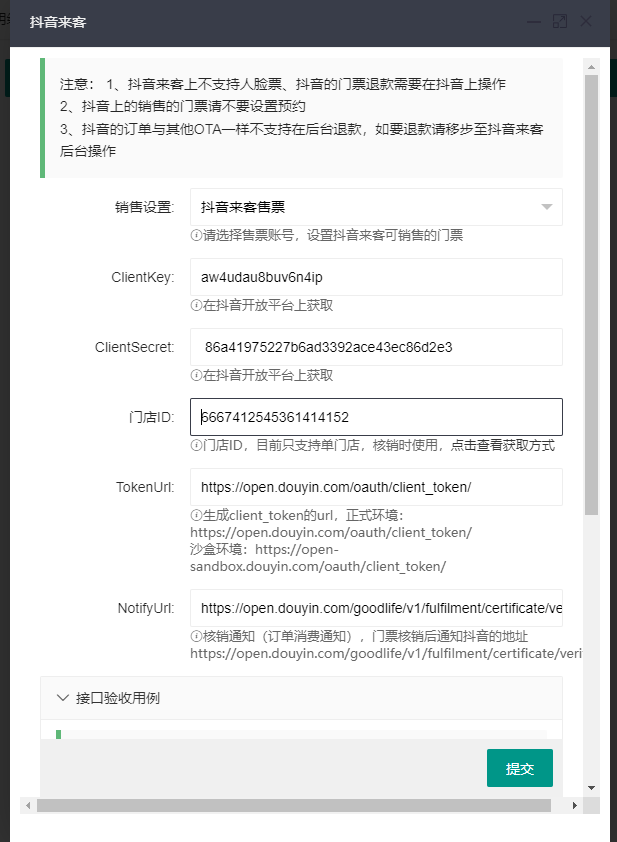 抖音来客
注意： 1、抖音来客上不支持人脸票、抖音的门票退款需要在抖音上操作
2、抖音上的销售的门票请不要设置预约
3、抖音的订单与其他OTA一样不支持在后台退款，如要退款请移步至抖音来客
后台操作
销售设置:
抖音来客售票
请选择售票账号，设置抖音来客可销售的门票
ClientKey:
aw4udau8buv6n4ip
在抖音开放平台上获取
ClientSecret:
86a41975227b6ad3392ace43ec86d2e3
在抖音开放平台上获取
门店ID:
6667412545361414152
门店ID，目前只支持单门店，核销时使用，点击查看获取方式
TokenUrl:
https://open.douyin.com/oauth/client_token/
生成client_token的url，正式环境：
https://open.douyin.com/oauth/client_token/
沙盒环境：https://open-
sandbox.douyin.com/oauth/client_token/
NotifyUrl:
https://open.douyin.com/goodlife/v1/fulfilment/certificate/ve
核销通知（订单消费通知），门票核销后通知抖音的地址
https://open.douyin.com/goodlife/v1/fulfilment/certificate/veri
接口验收用例
提交